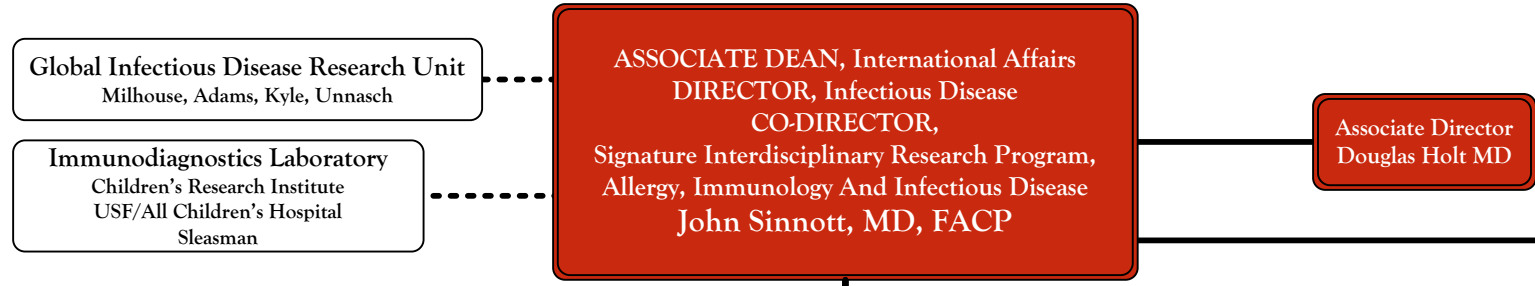 Global Infectious Disease Research Unit
Milhouse, Adams, Kyle, Unnasch
Immunodiagnostics Laboratory
Children's Research Institute
USF/All Children's Hospital
Sleasman
ASSOCIATE DEAN, International Affairs
DIRECTOR, Infectious Disease
CO-DIRECTOR,
Signature Interdisciplinary Research Program,
Allergy, Immunology And Infectious Disease
John Sinnott, MD, FACP
Associate Director
Douglas Holt MD